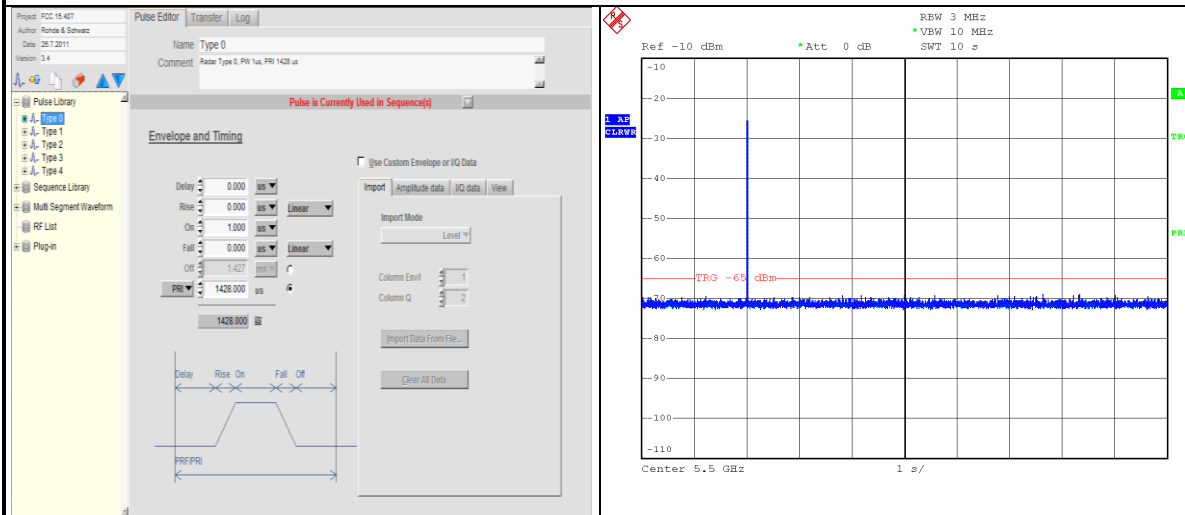 Project FCC 15.407
Author Rohde & Schwarz
Date 26.7.2011
Version 3.4
Pulse Library
Type 0
Type 1
Type 2
Type 3
Type 4
Sequence Library
Multi Segment Waveform
RF List
Plug-in
Pulse Editor Transfer Log
Name Type 0
Comment Radar Type 0, PW 1us, PRI 1428 us
Pulse is Currently Used in Sequence(s)
Envelope and Timing
Delay 0.000 us
Rise 0.000 us Linear
On 1.000 us
Fall 0.000 us Linear
Off 1.427 ms
PRI 1428.000 us
1428.000
Delay Rise On Fall Off
PRF/PRI
Use Custom Envelope or I/Q Data
Import Amplitude data I/Q data View
Import Mode
Level
Column Env/I 1
Column Q 2
Import Data From File...
Clear All Data
R S
RBW 3 MHz
*VBW 10 MHz
Ref -10 dBm *Att 0 dB SWT 10 s
-10
A
-20
1 AP
CLRWR
-30
-40
-50
-60
TRG -65 dBm
-70
-80
-90
-100
-110
Center 5.5 GHz 1 s/